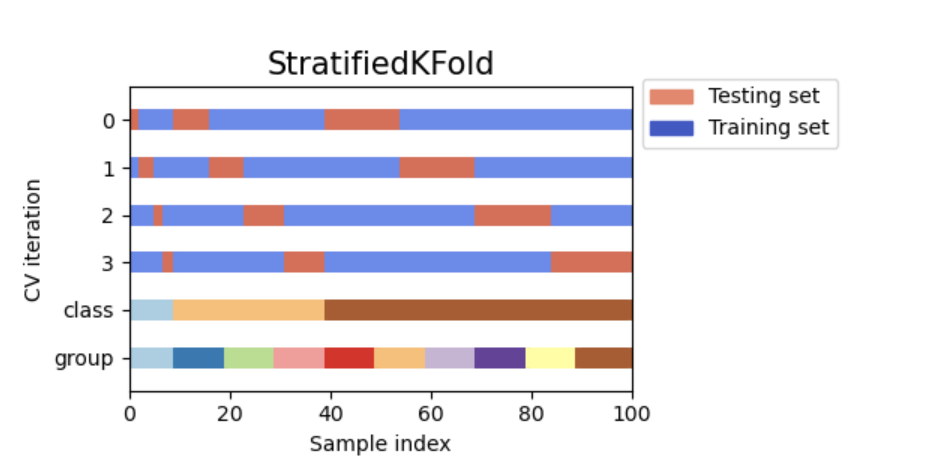 StratifiedKFold
Testing set
Training set
CV iteration
0
1
2
3
class
group
0 20 40 60 80 100
Sample index